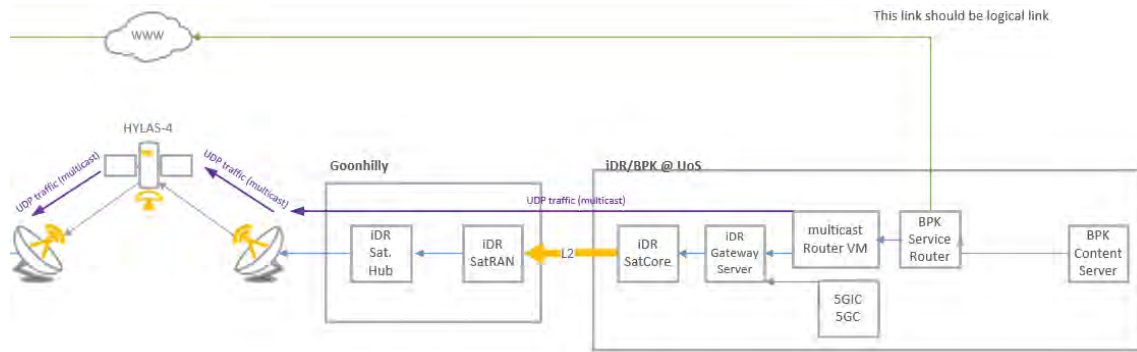 This link should be logical link
WWW
HYLAS-4
UDP traffic (multicast)
UDP traffic (multicast)
Goonhilly
iDR/BPK @ UoS
UDP traffic (multicast)
iDR
Sat.
Hub
iDR
SatRAN
L2
iDR
SatCore
iDR
Gateway
Server
multicast
Router VM
BPK
Service
Router
BPK
Content
Server
5GIC
5GC